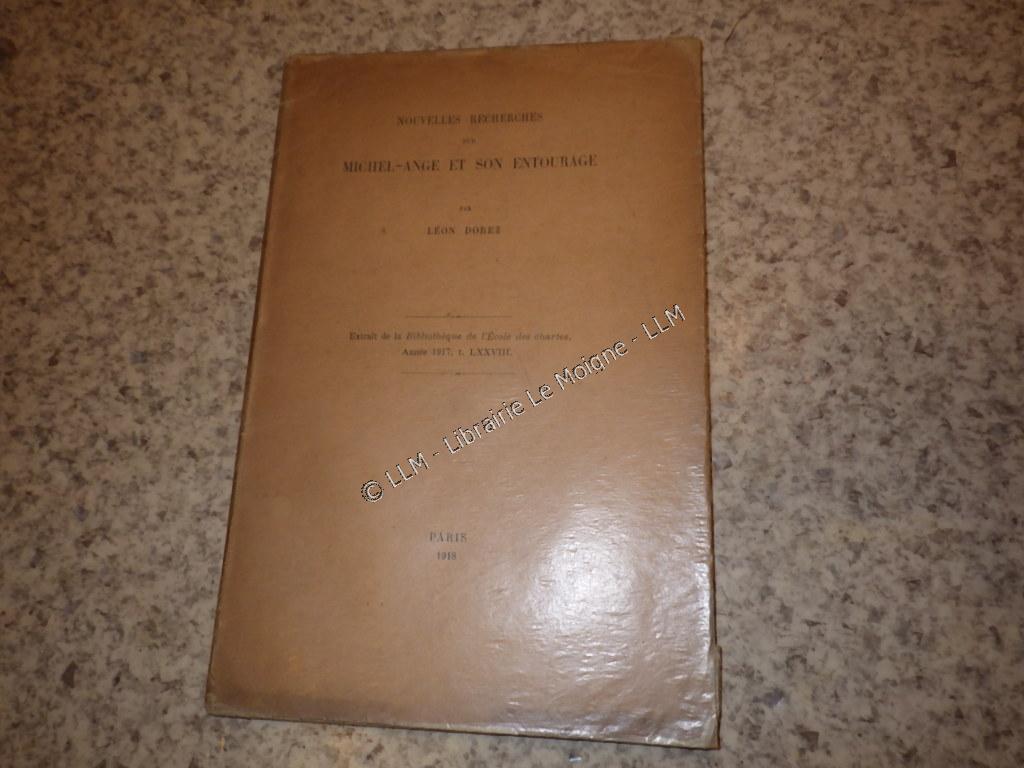 NOUVELLES RECHERCHES
SUR
MICHEL-ANGE ET SON ENTOURAGE
PAR
LÉON DOREZ
Extrait de la Bibliothèque de l'École des chartes,
Année 1917, t. LXXVIII.
© LLM - Librairie Le Moigne - LLM
PARIS
1918